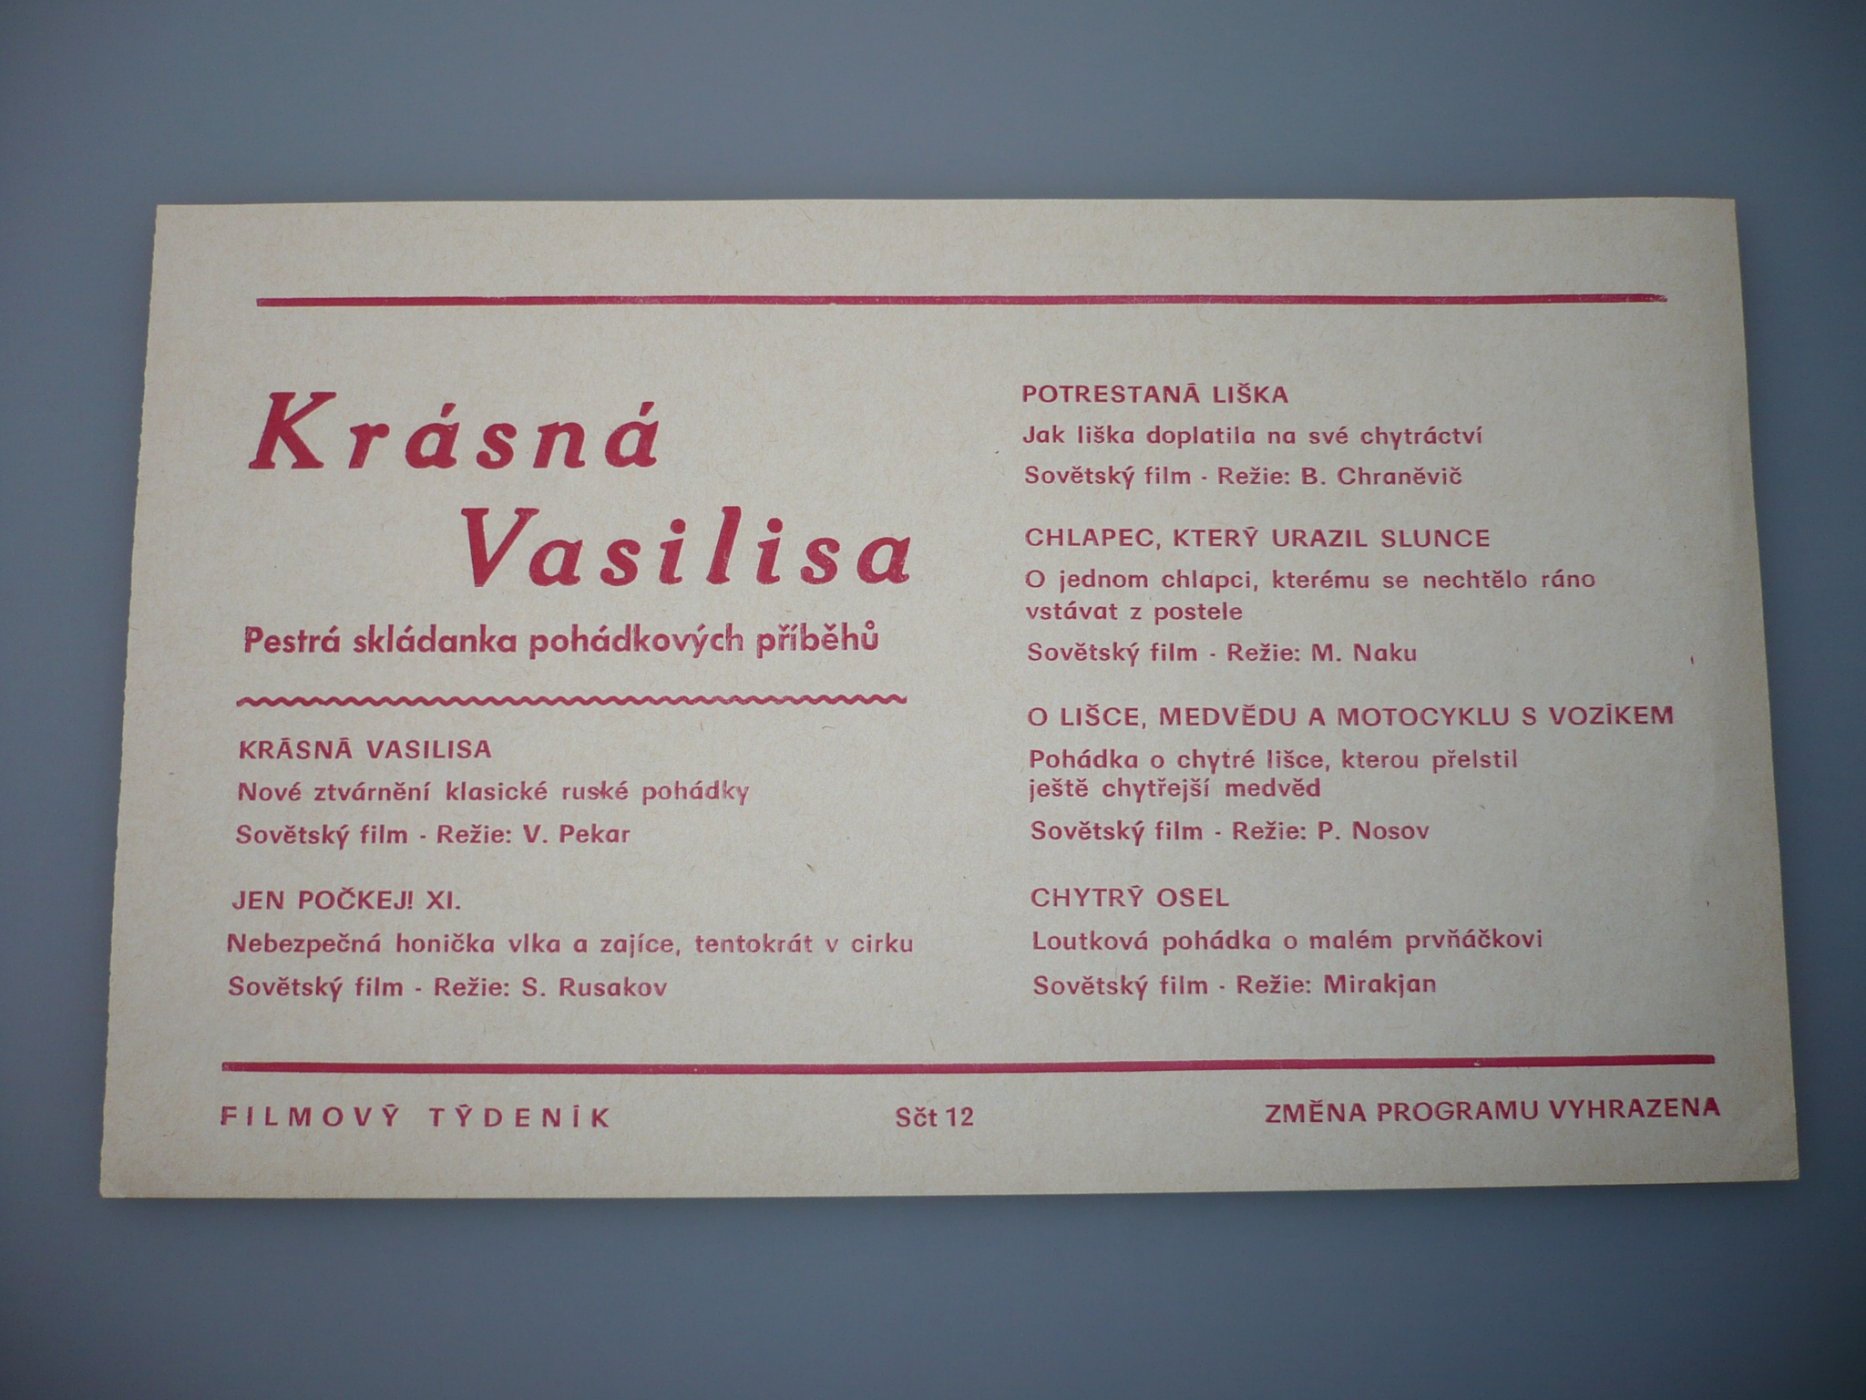 Krásná
Vasilisa
Pestrá skládanka pohádkových příběhů
KRÁSNÁ VASILISA
Nové ztvárnění klasické ruské pohádky
Sovětský film - Režie: V. Pekar
JEN POČKEJ! XI.
Nebezpečná honička vlka a zajíce, tentokrát v cirku
Sovětský film - Režie: S. Rusakov
POTRESTANÁ LIŠKA
Jak liška doplatila na své chytráctví
Sovětský film - Režie: B. Chraněvič
CHLAPEC, KTERÝ URAZIL SLUNCE
O jednom chlapci, kterému se nechtělo ráno
vstávat z postele
Sovětský film - Režie: M. Naku
O LIŠCE, MEDVĚDU A MOTOCYKLU S VOZÍKEM
Pohádka o chytré lišce, kterou přelstil
ještě chytřejší medvěd
Sovětský film - Režie: P. Nosov
CHYTRÝ OSEL
Loutková pohádka o malém prvňáčkovi
Sovětský film - Režie: Mirakjan
FILMOVÝ TÝDENÍK
Sčt 12
ZMĚNA PROGRAMU VYHRAZENA